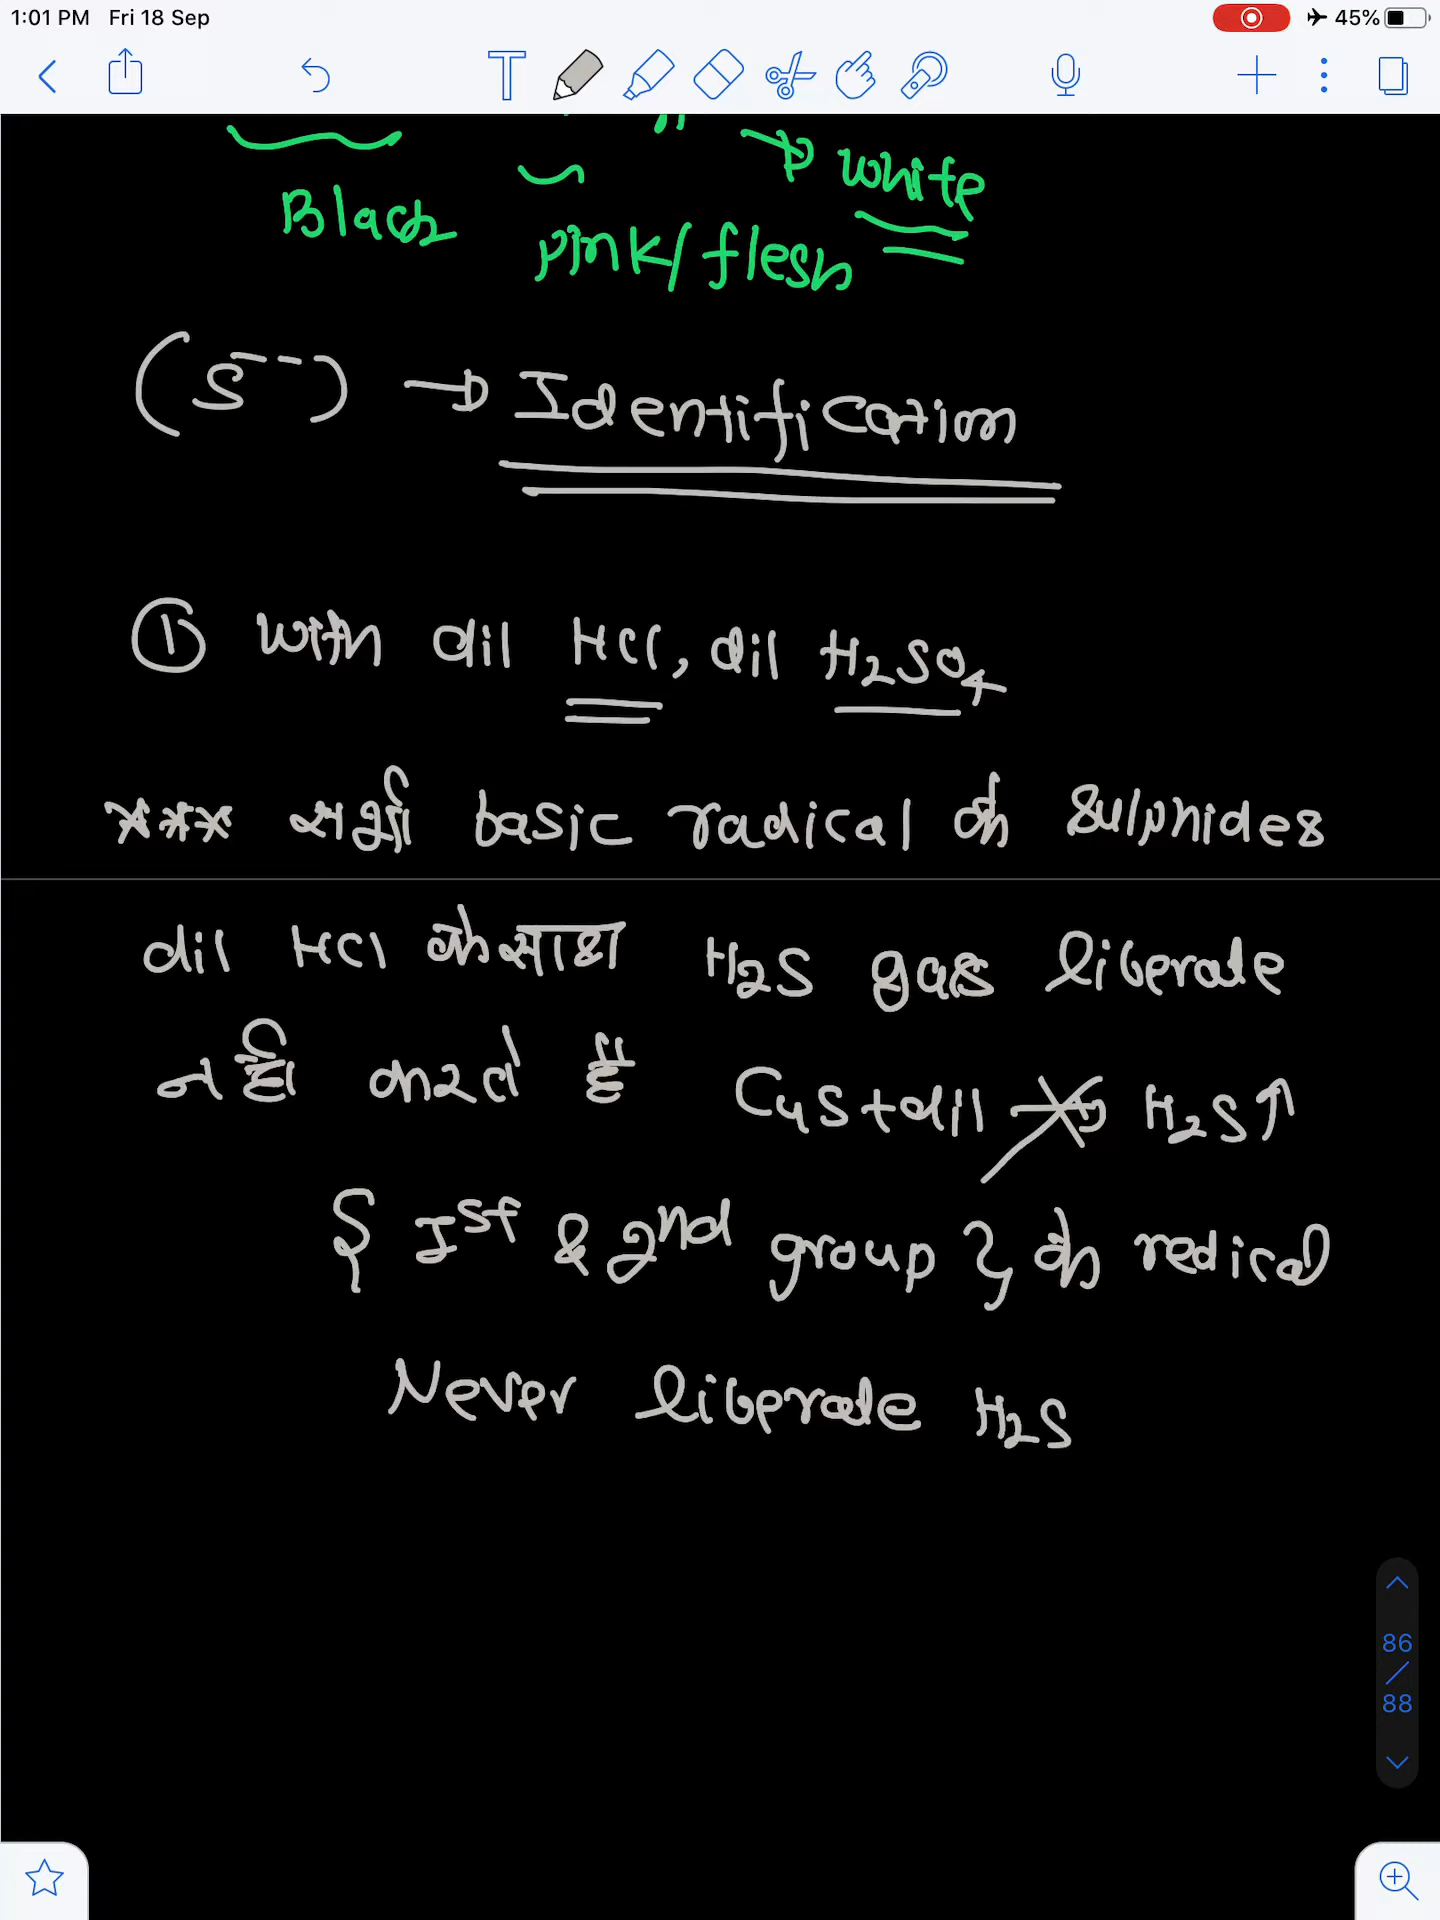 1:01 PM Fri 18 Sep 45%
T
→ white
Black pink/flesh
(S⁻⁻) → Identification
① with dil HCl, dil H₂SO₄
*** सभी basic radical के sulphides
dil HCl के साथ H₂S gas liberate
नहीं करते हैं CuS + dil → H₂S↑
{ Ist & 2nd group } के redical
Never liberate H₂S
86
/
88